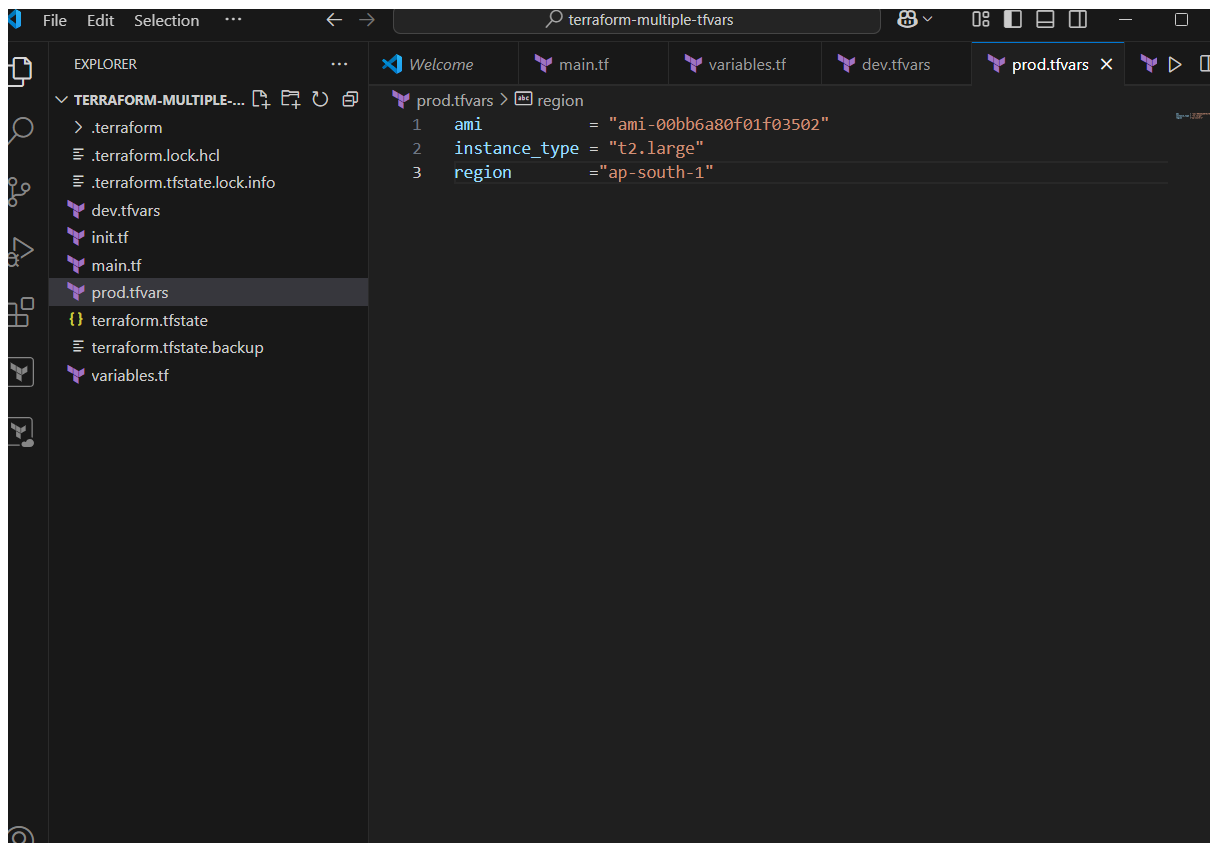 File Edit Selection ··· terraform-multiple-tfvars
EXPLORER ···
TERRAFORM-MULTIPLE-...
.terraform
.terraform.lock.hcl
.terraform.tfstate.lock.info
dev.tfvars
init.tf
main.tf
prod.tfvars
terraform.tfstate
terraform.tfstate.backup
variables.tf
Welcome main.tf variables.tf dev.tfvars prod.tfvars
prod.tfvars > abc region
1 ami = "ami-00bb6a80f01f03502"
2 instance_type = "t2.large"
3 region ="ap-south-1"